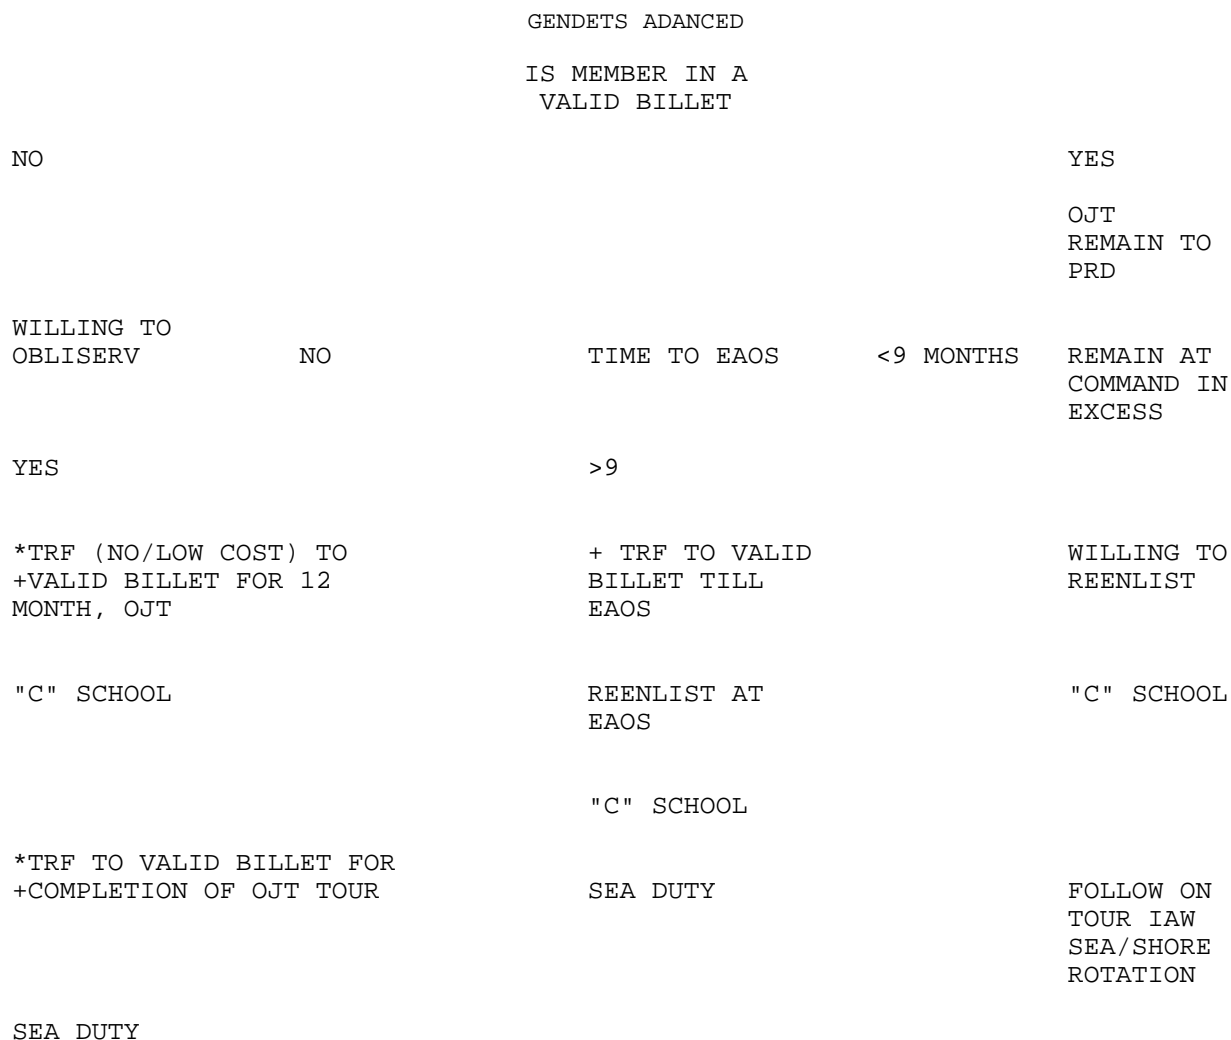 GENDETS ADANCED
IS MEMBER IN A
VALID BILLET
NO YES
OJT
REMAIN TO
PRD
WILLING TO
OBLISERV NO TIME TO EAOS <9 MONTHS REMAIN AT
COMMAND IN
EXCESS
YES >9
*TRF (NO/LOW COST) TO + TRF TO VALID WILLING TO
+VALID BILLET FOR 12 BILLET TILL REENLIST
MONTH, OJT EAOS
"C" SCHOOL REENLIST AT "C" SCHOOL
EAOS
"C" SCHOOL
*TRF TO VALID BILLET FOR
+COMPLETION OF OJT TOUR SEA DUTY FOLLOW ON
TOUR IAW
SEA/SHORE
ROTATION
SEA DUTY